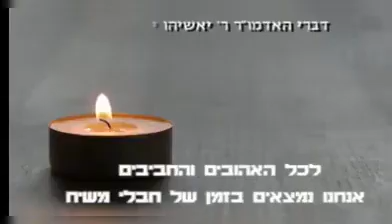 דברי האדמו"ר ר' יאשיהו
לכל האהובים והחביבים
אנחנו נמצאים בזמן של חבלי משיח